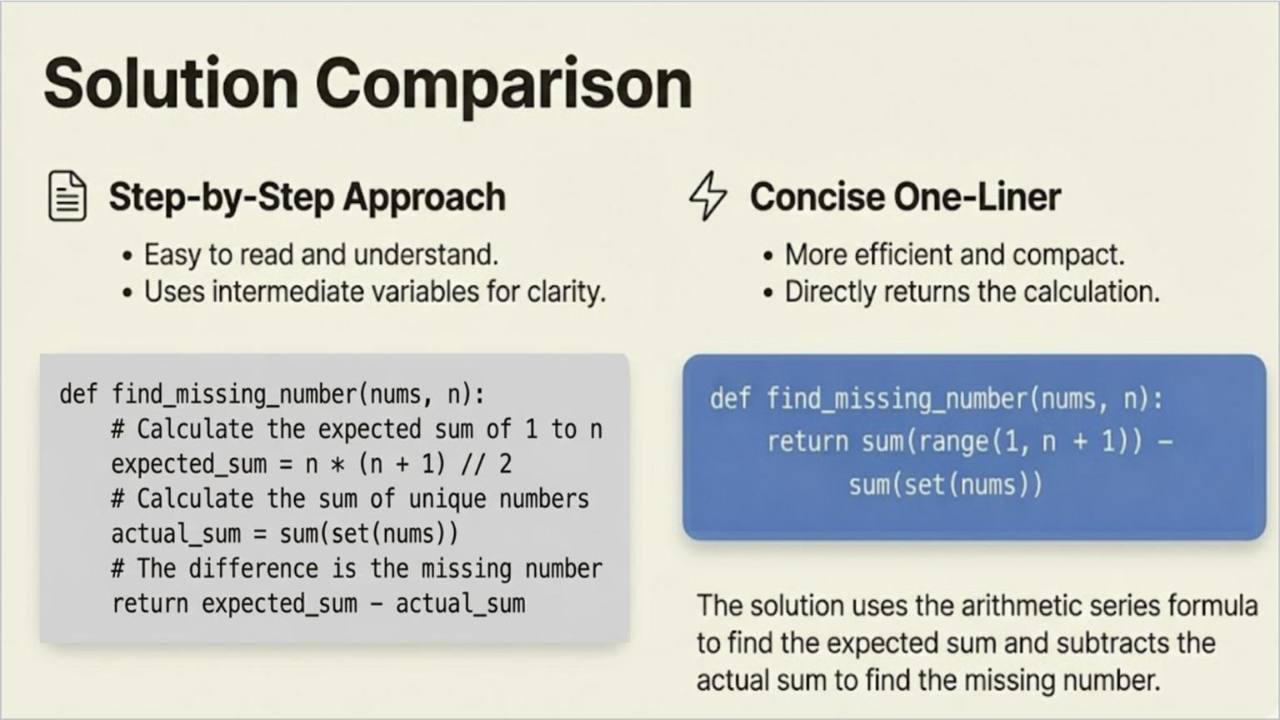 Solution Comparison
Step-by-Step Approach
• Easy to read and understand.
• Uses intermediate variables for clarity.
def find_missing_number(nums, n):
    # Calculate the expected sum of 1 to n
    expected_sum = n * (n + 1) // 2
    # Calculate the sum of unique numbers
    actual_sum = sum(set(nums))
    # The difference is the missing number
    return expected_sum – actual_sum
Concise One-Liner
• More efficient and compact.
• Directly returns the calculation.
def find_missing_number(nums, n):
    return sum(range(1, n + 1)) –
        sum(set(nums))
The solution uses the arithmetic series formula
to find the expected sum and subtracts the
actual sum to find the missing number.